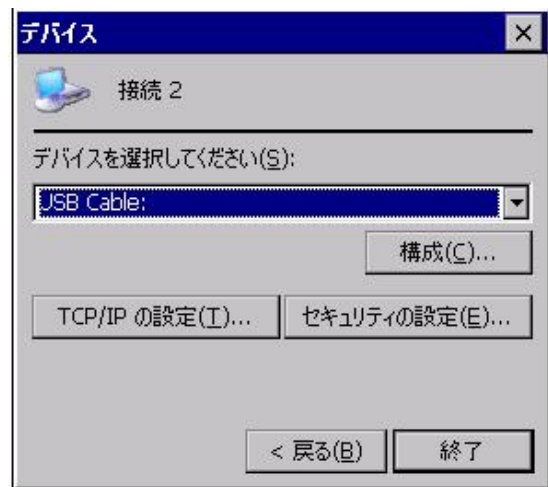 デバイス
接続 2
デバイスを選択してください(S):
USB Cable:
構成(C)...
TCP/IP の設定(T)...
セキュリティの設定(E)...
< 戻る(B)
終了